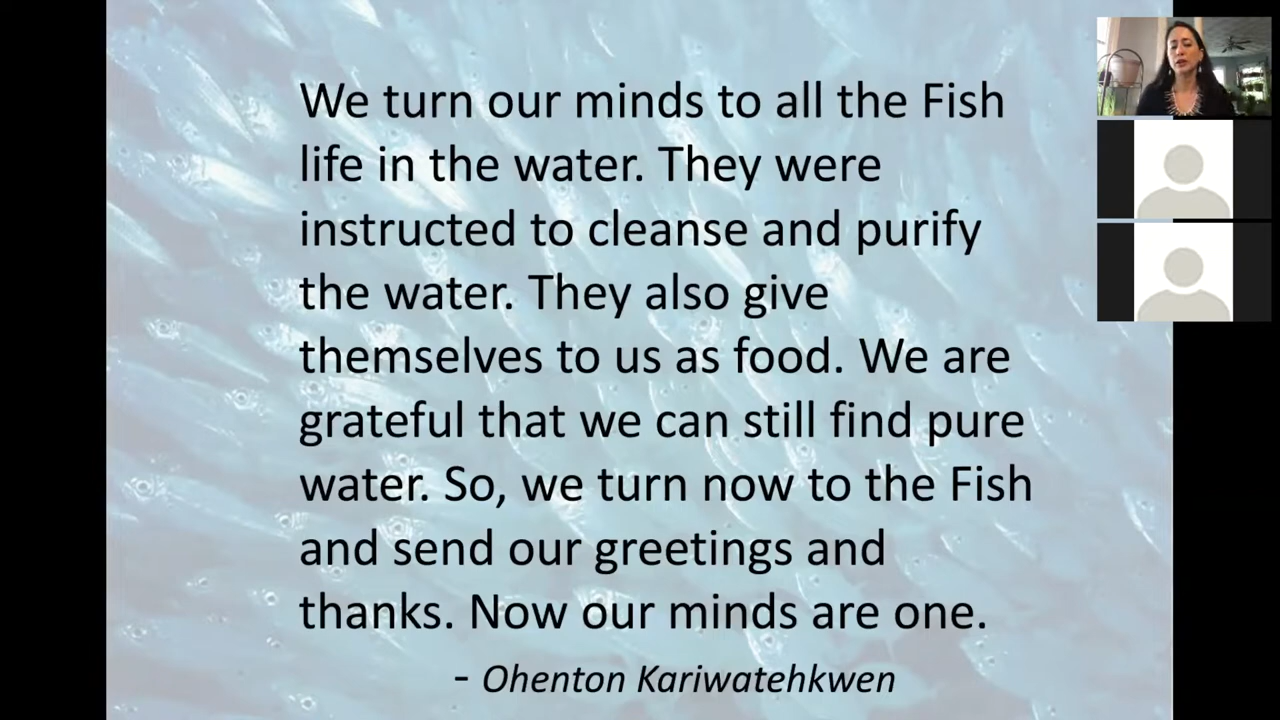 We turn our minds to all the Fish
life in the water. They were
instructed to cleanse and purify
the water. They also give
themselves to us as food. We are
grateful that we can still find pure
water. So, we turn now to the Fish
and send our greetings and
thanks. Now our minds are one.
- Ohenton Kariwatehkwen